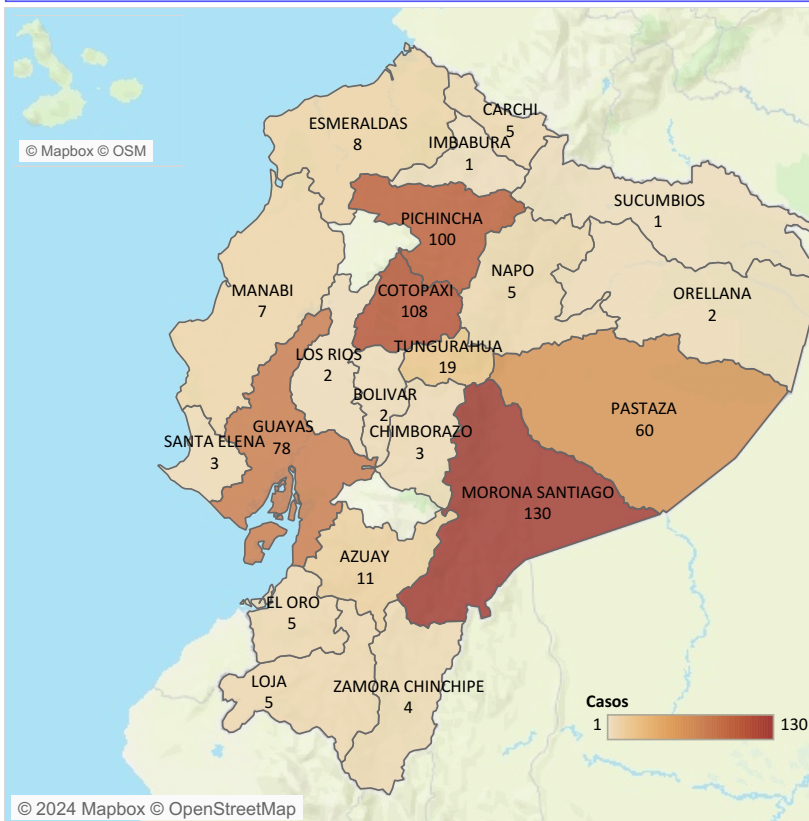 CARCHI
5
ESMERALDAS
8
IMBABURA
1
© Mapbox © OSM
SUCUMBIOS
1
PICHINCHA
100
NAPO
5
MANABI
7
COTOPAXI
108
ORELLANA
2
TUNGURAHUA
19
LOS RIOS
2
BOLIVAR
2
PASTAZA
60
GUAYAS
78
CHIMBORAZO
3
SANTA ELENA
3
MORONA SANTIAGO
130
AZUAY
11
EL ORO
5
LOJA
5
ZAMORA CHINCHIPE
4
Casos
1 130
© 2024 Mapbox © OpenStreetMap